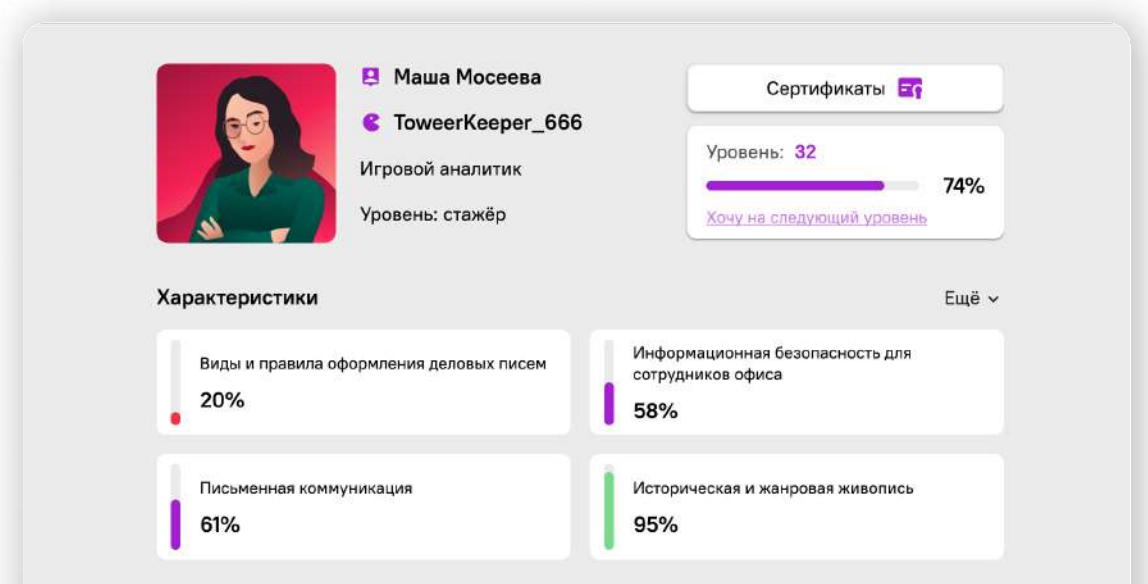 Маша Мосеева
ToweerKeeper_666
Игровой аналитик
Уровень: стажёр
Сертификаты
Уровень: 32
74%
Хочу на следующий уровень
Характеристики
Ещё
Виды и правила оформления деловых писем
20%
Информационная безопасность для
сотрудников офиса
58%
Письменная коммуникация
61%
Историческая и жанровая живопись
95%